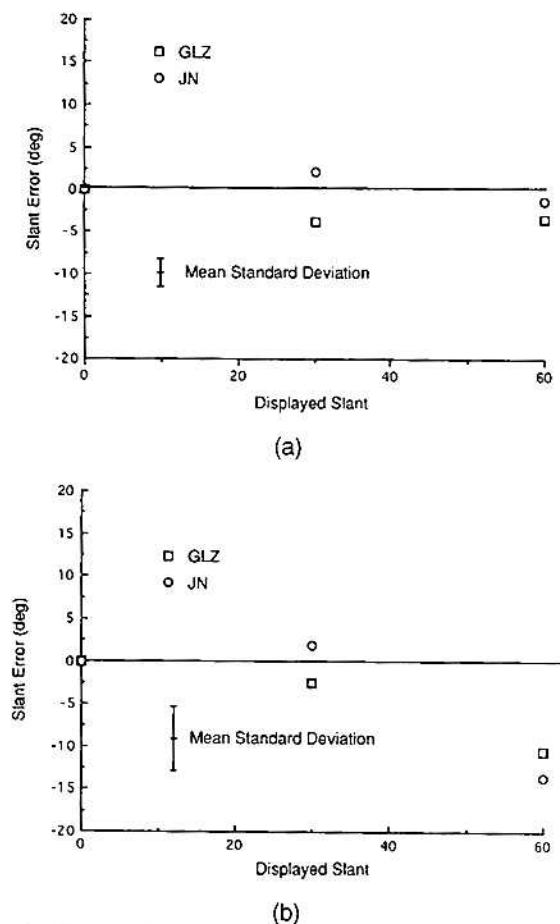 20
15
10
5
0
-5
-10
-15
-20
Slant Error (deg)
GLZ
JN
Mean Standard Deviation
0 20 40 60
Displayed Slant
(a)
20
15
10
5
0
-5
-10
-15
-20
Slant Error (deg)
GLZ
JN
Mean Standard Deviation
0 20 40 60
Displayed Slant
(b)